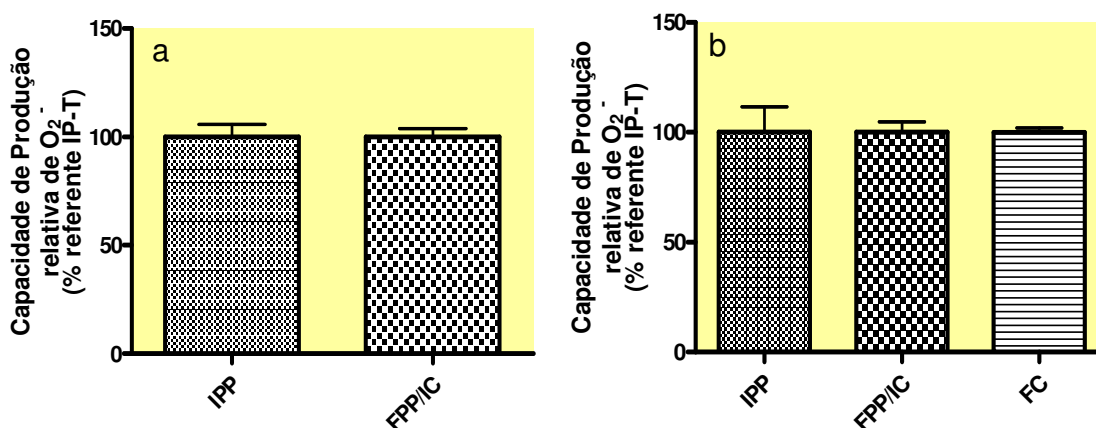 a
Capacidade de Produção
relativa de O2-
(% referente IP-T)
150
100
50
0
IPP
FPP/IC
b
Capacidade de Produção
relativa de O2-
(% referente IP-T)
150
100
50
0
IPP
FPP/IC
FC